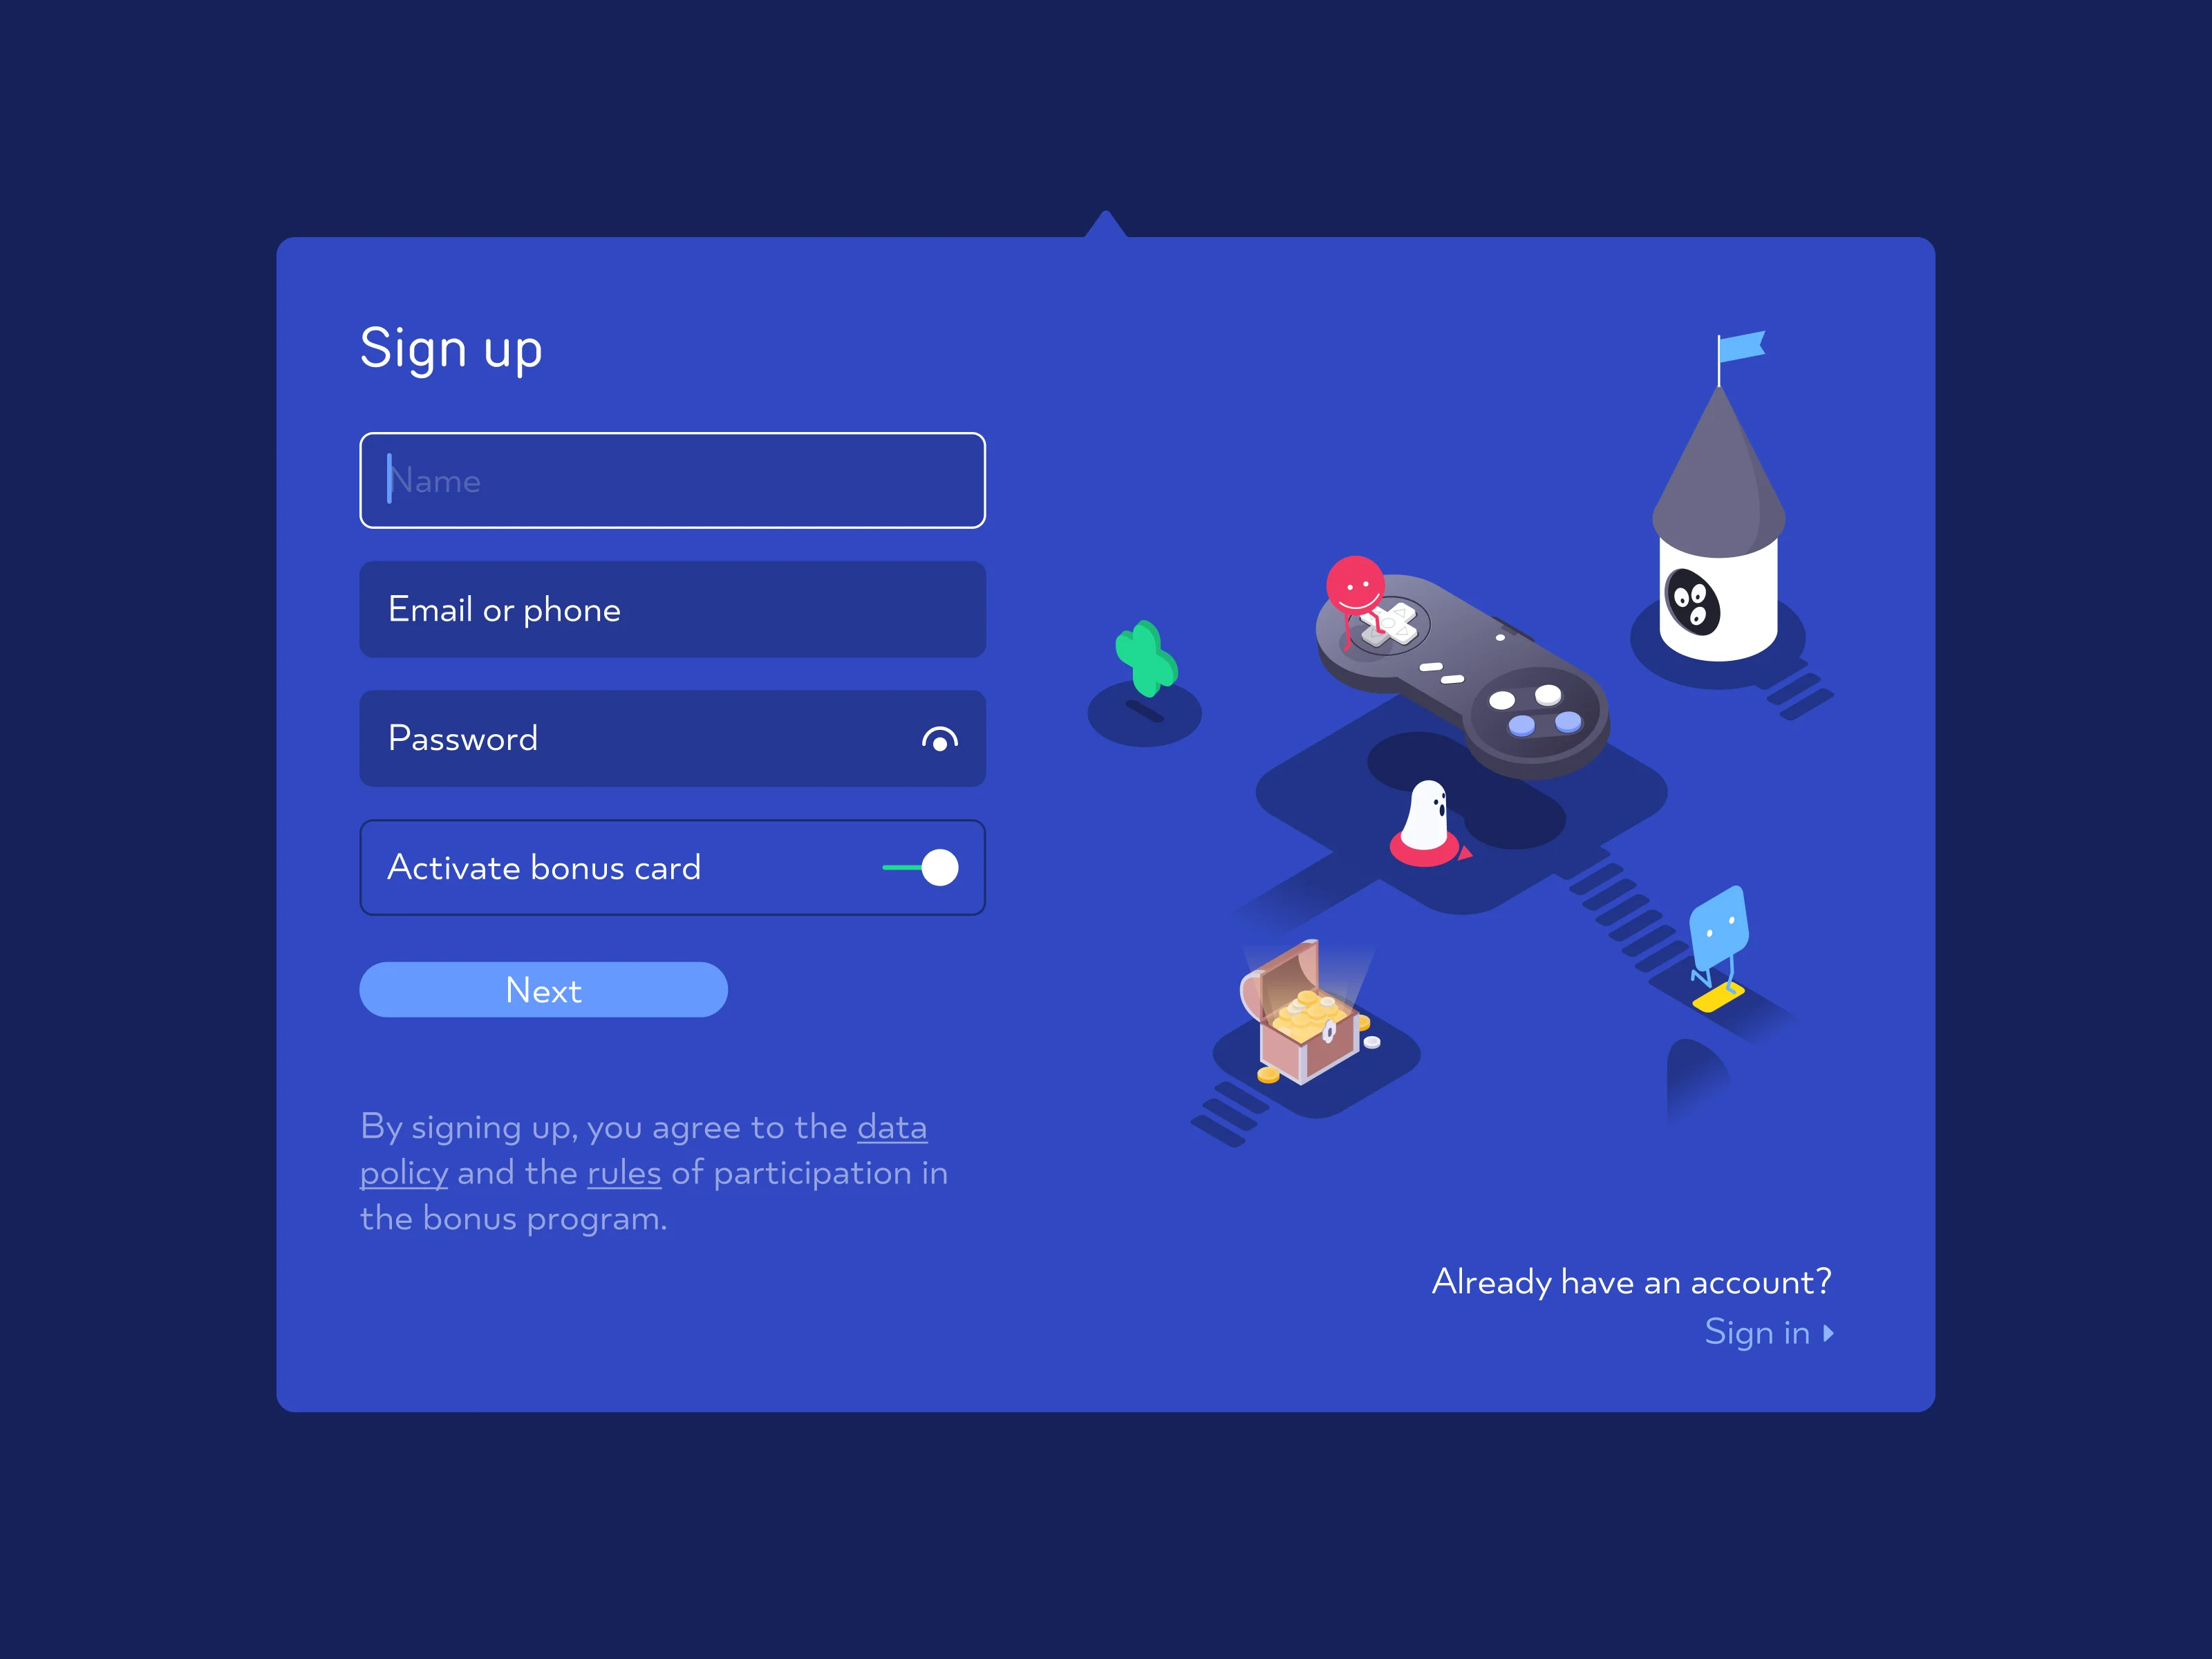 Sign up
Name
Email or phone
Password
Activate bonus card
Next
By signing up, you agree to the data
policy and the rules of participation in
the bonus program.
Already have an account?
Sign in